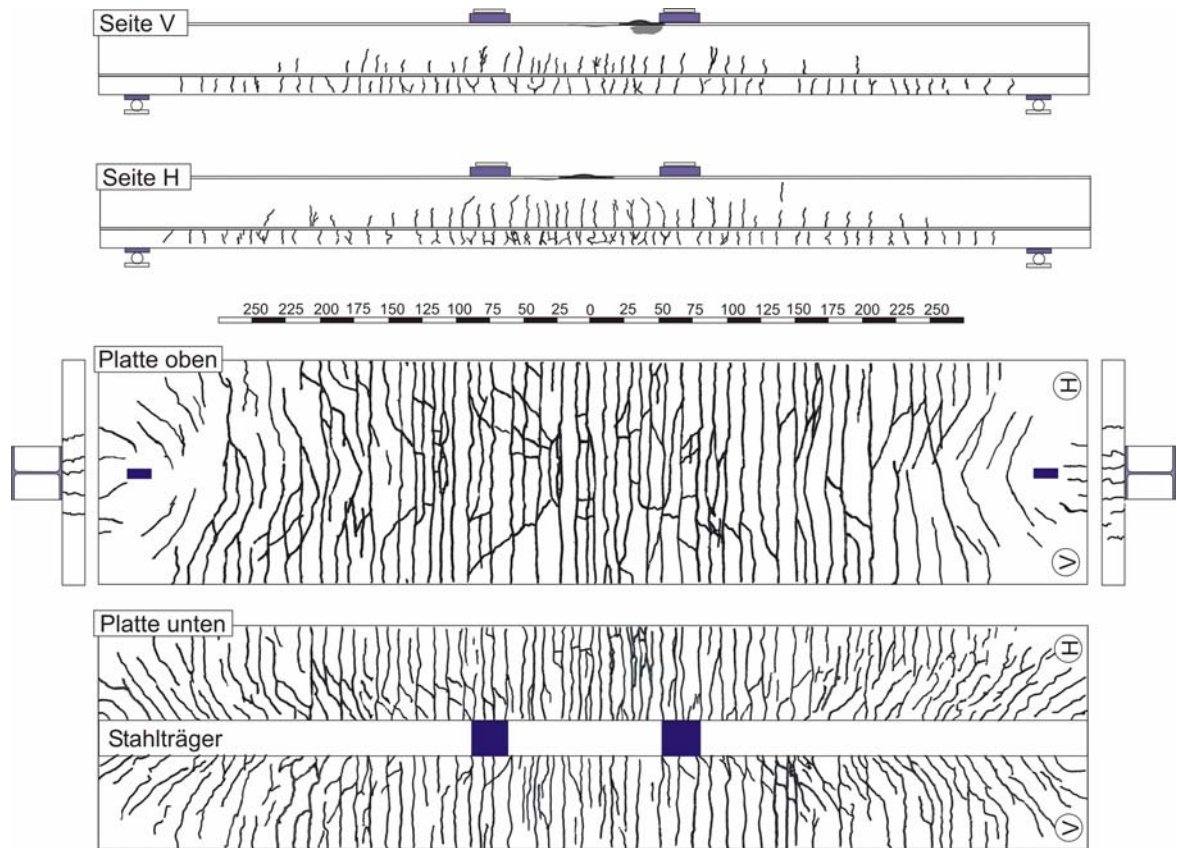 Seite V
Seite H
250 225 200 175 150 125 100 75 50 25 0 25 50 75 100 125 150 175 200 225 250
Platte oben
H
V
Platte unten
H
Stahlträger
V